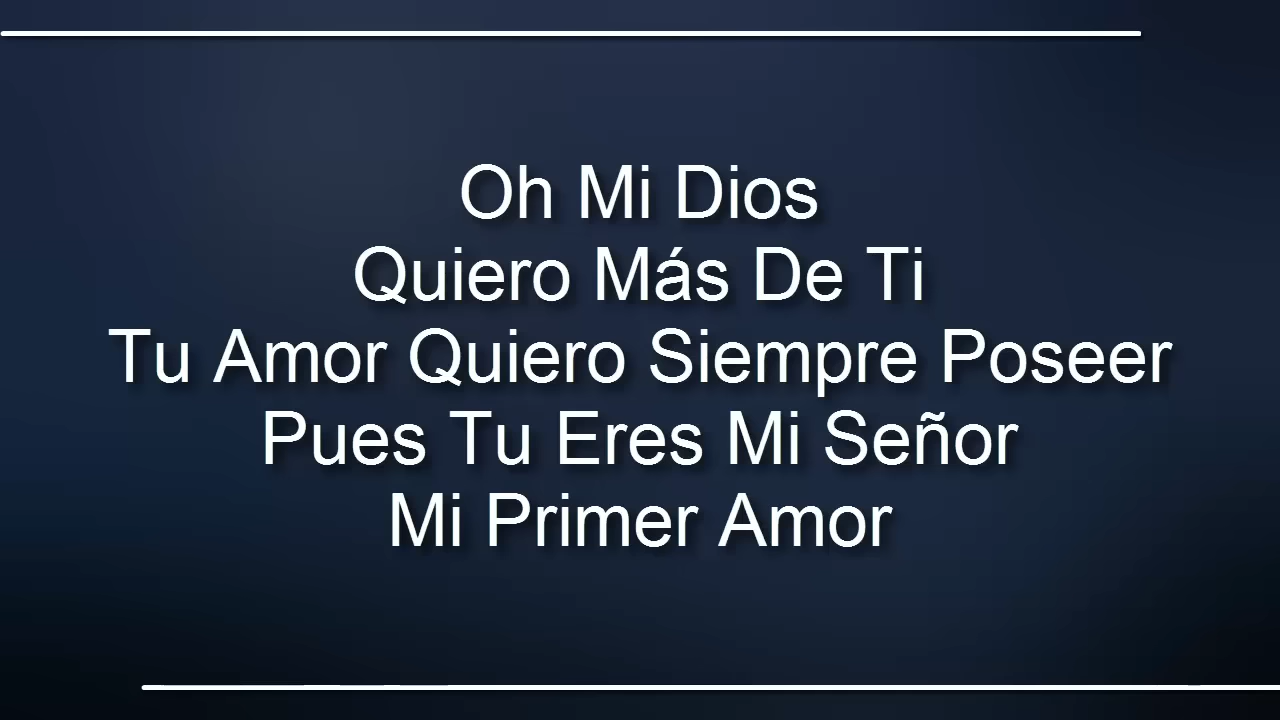 Oh Mi Dios
Quiero Más De Ti
Tu Amor Quiero Siempre Poseer
Pues Tu Eres Mi Señor
Mi Primer Amor